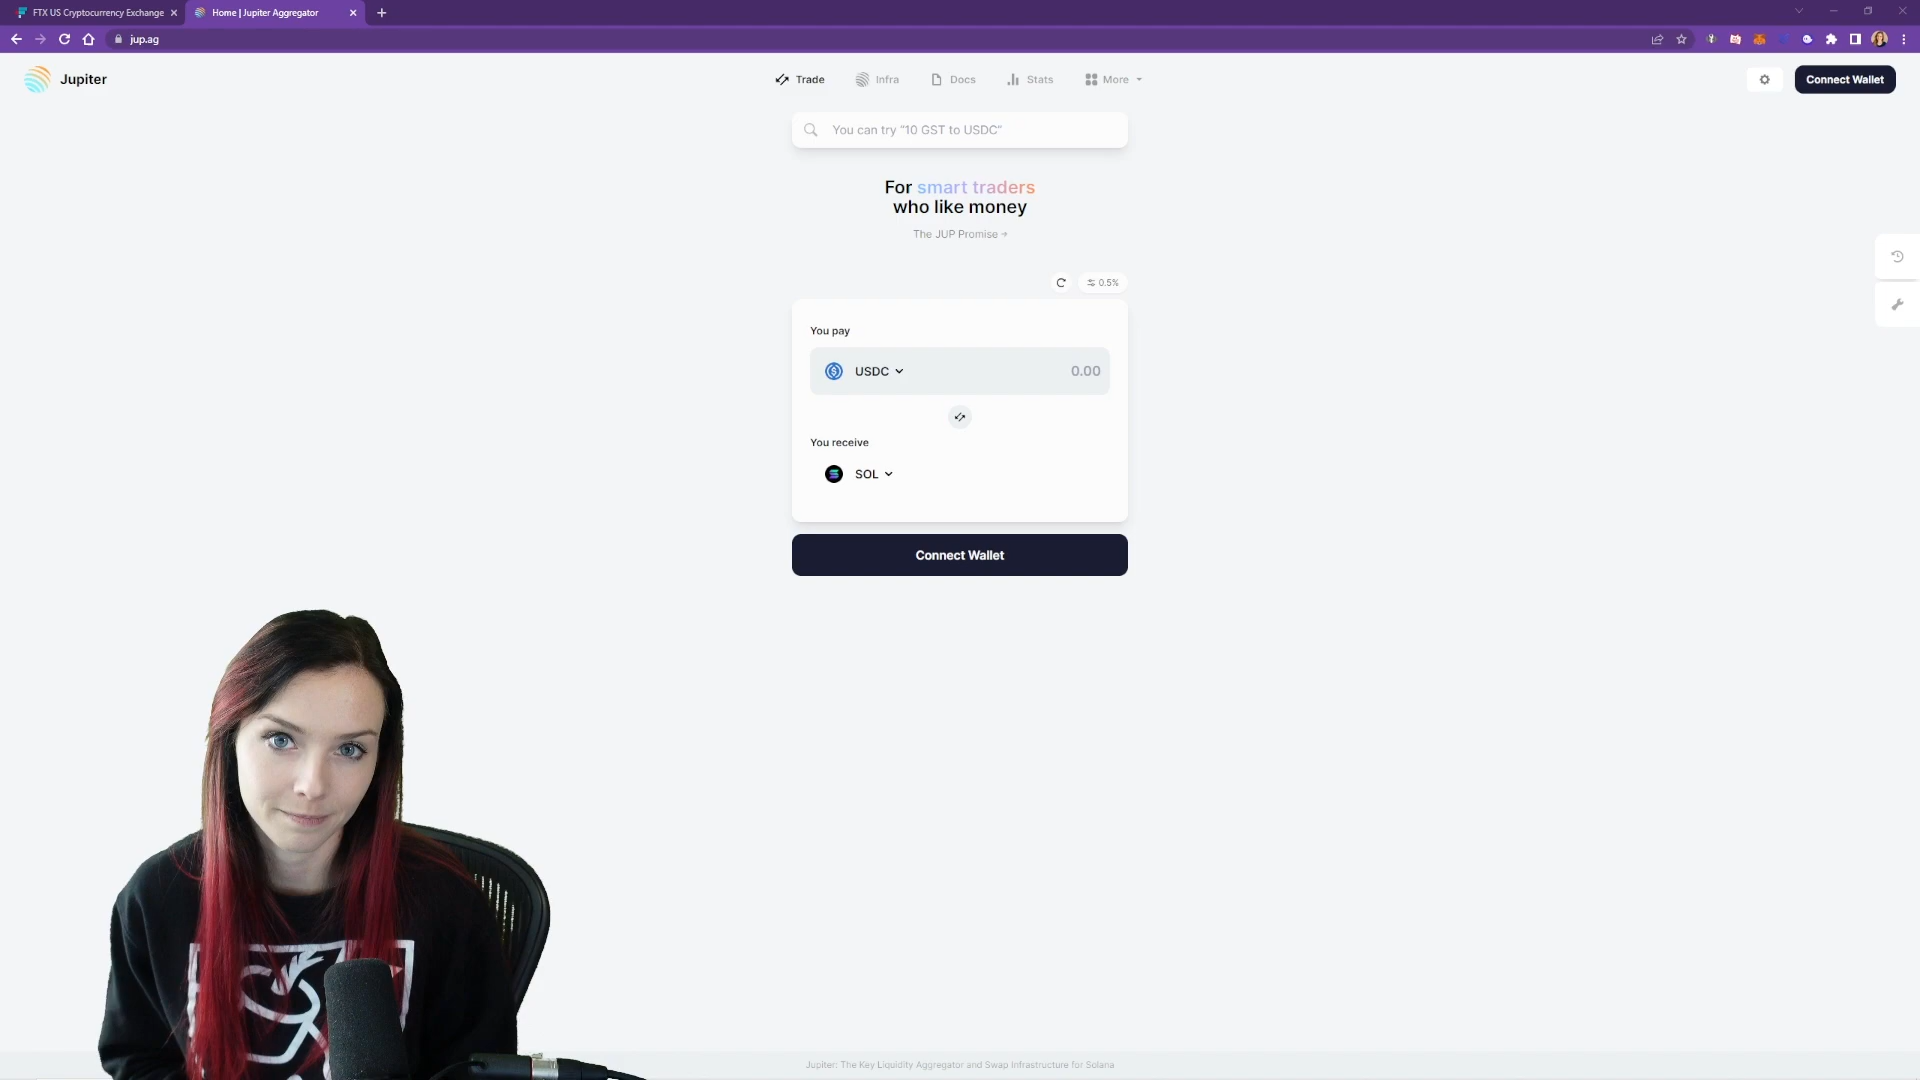 FTX US Cryptocurrency Exchange
Home | Jupiter Aggregator
jup.ag
Jupiter
Trade
Infra
Docs
Stats
More
Connect Wallet
You can try "10 GST to USDC"
For smart traders
who like money
The JUP Promise →
0.5%
You pay
USDC
0.00
You receive
SOL
Connect Wallet
Jupiter: The Key Liquidity Aggregator and Swap Infrastructure for Solana